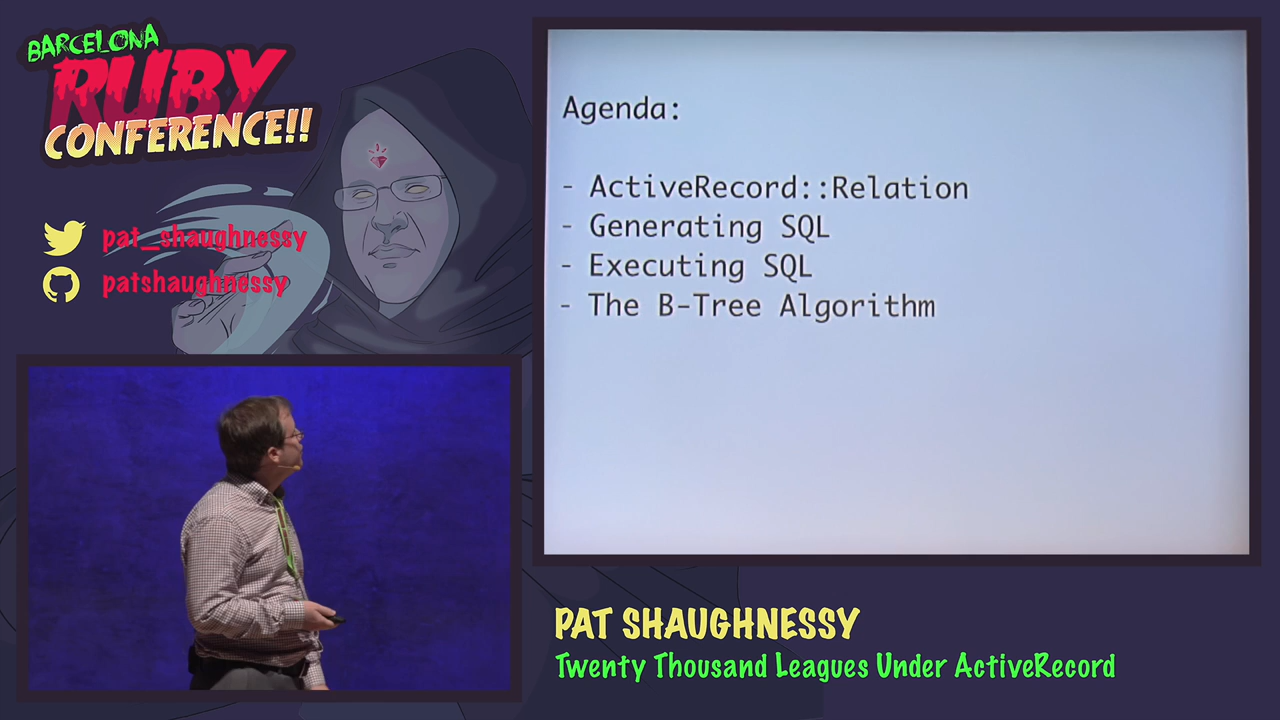 BARCELONA
RUBY
CONFERENCE!!
pat_shaughnessy
patshaughnessy
Agenda:
- ActiveRecord::Relation
- Generating SQL
- Executing SQL
- The B-Tree Algorithm
PAT SHAUGHNESSY
Twenty Thousand Leagues Under ActiveRecord